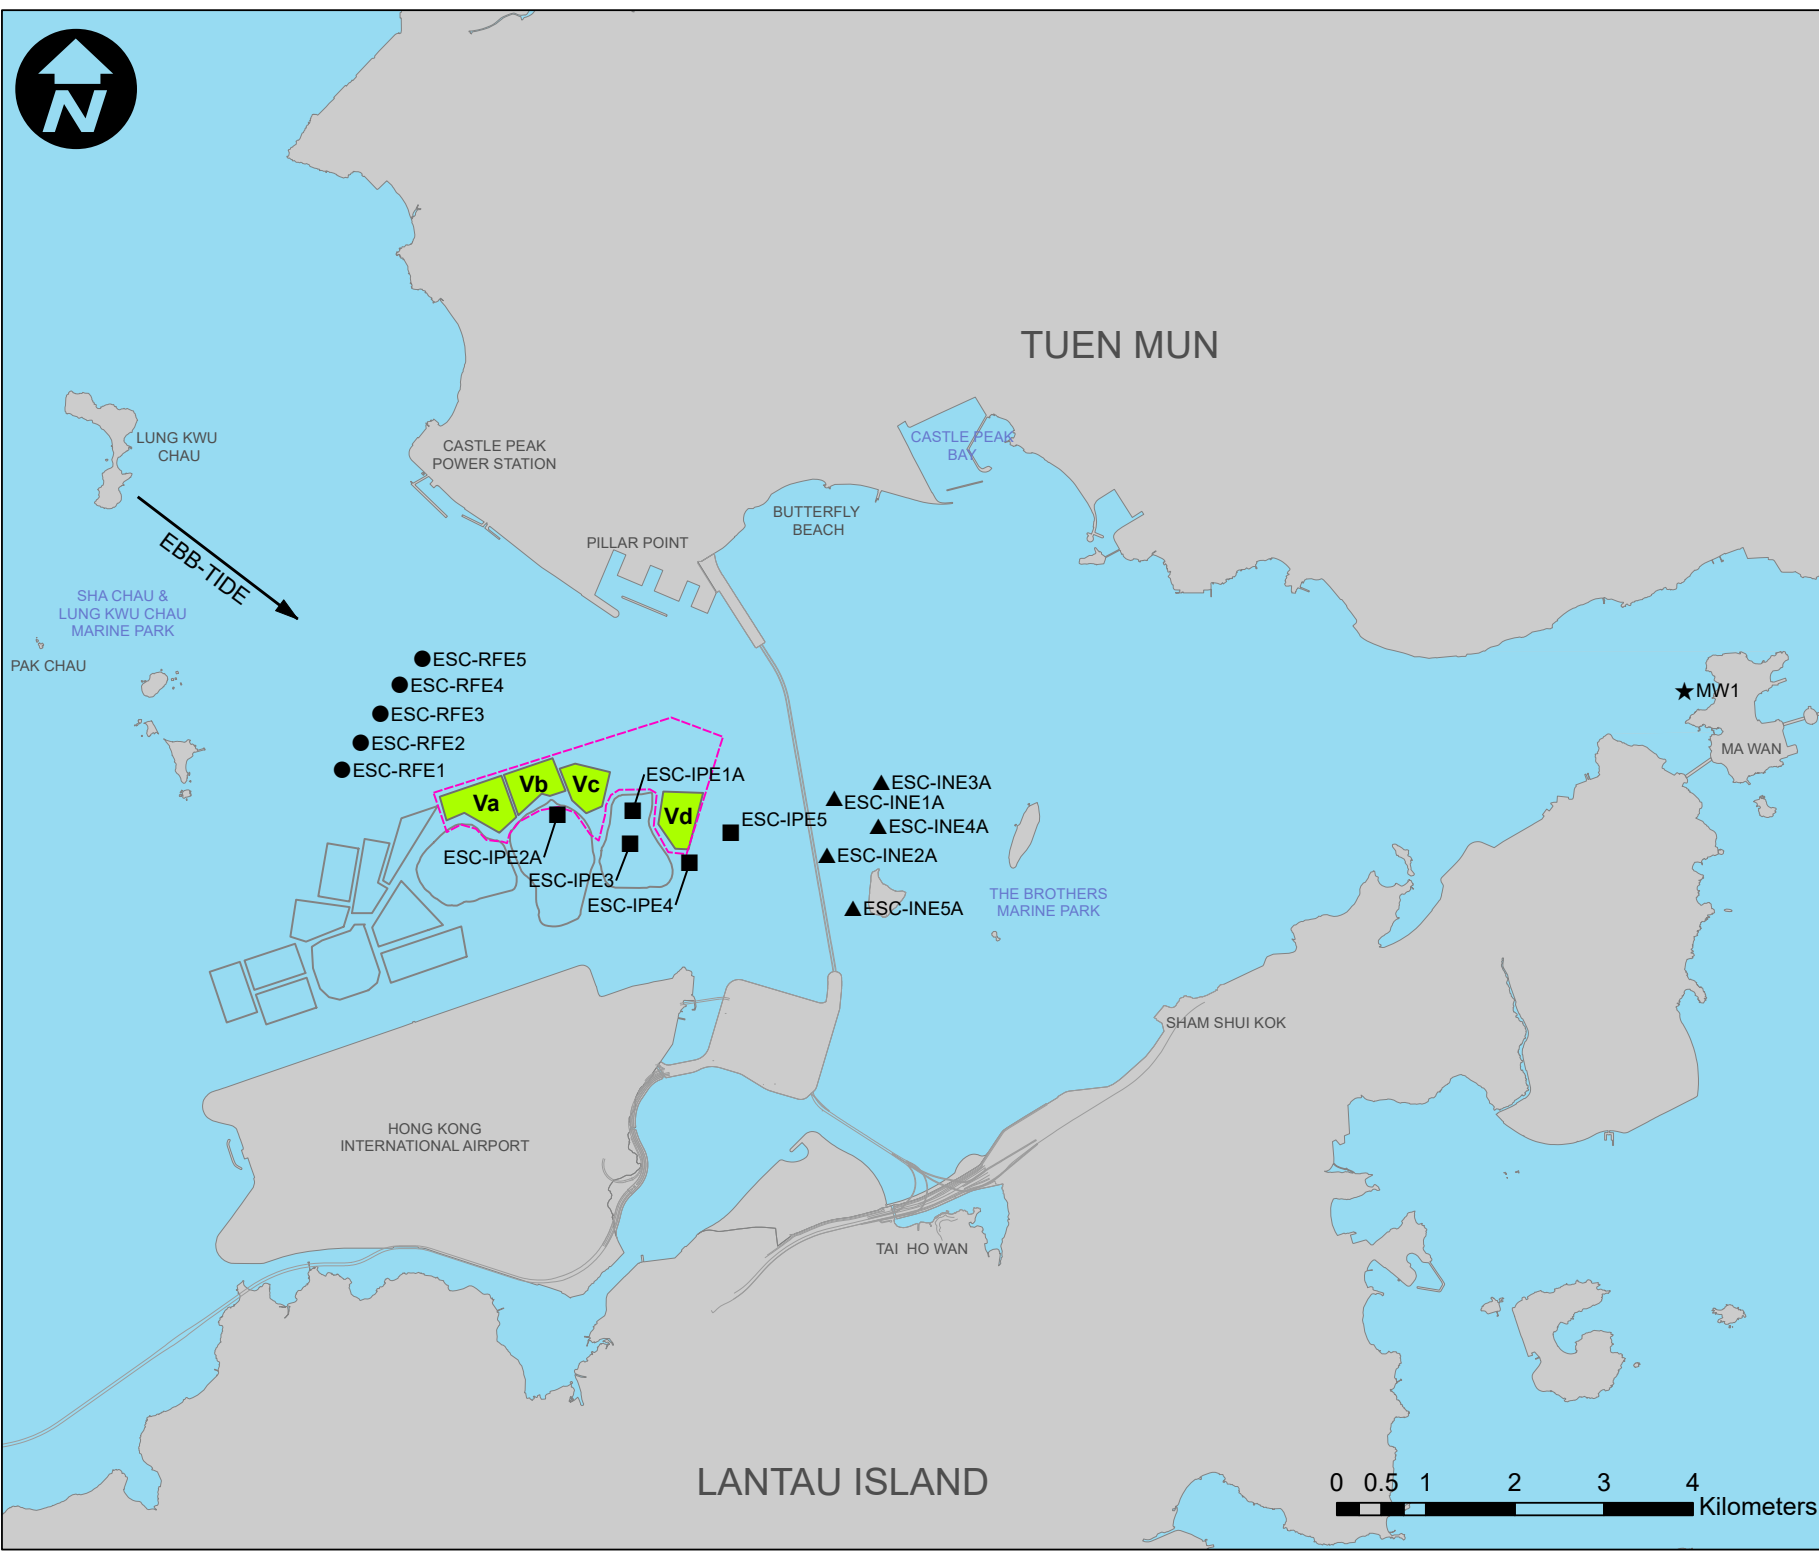 N
TUEN MUN
LUNG KWU
CHAU
CASTLE PEAK
POWER STATION
CASTLE PEAK
BAY
BUTTERFLY
BEACH
PILLAR POINT
EBB-TIDE
SHA CHAU &
LUNG KWU CHAU
MARINE PARK
PAK CHAU
ESC-RFE5
ESC-RFE4
ESC-RFE3
ESC-RFE2
ESC-RFE1
MW1
MA WAN
Va
Vb
Vc
Vd
ESC-IPE1A
ESC-IPE5
ESC-IPE2A
ESC-IPE3
ESC-IPE4
ESC-INE3A
ESC-INE1A
ESC-INE4A
ESC-INE2A
ESC-INE5A
THE BROTHERS
MARINE PARK
SHAM SHUI KOK
HONG KONG
INTERNATIONAL AIRPORT
TAI HO WAN
LANTAU ISLAND
0 0.5 1 2 3 4
Kilometers